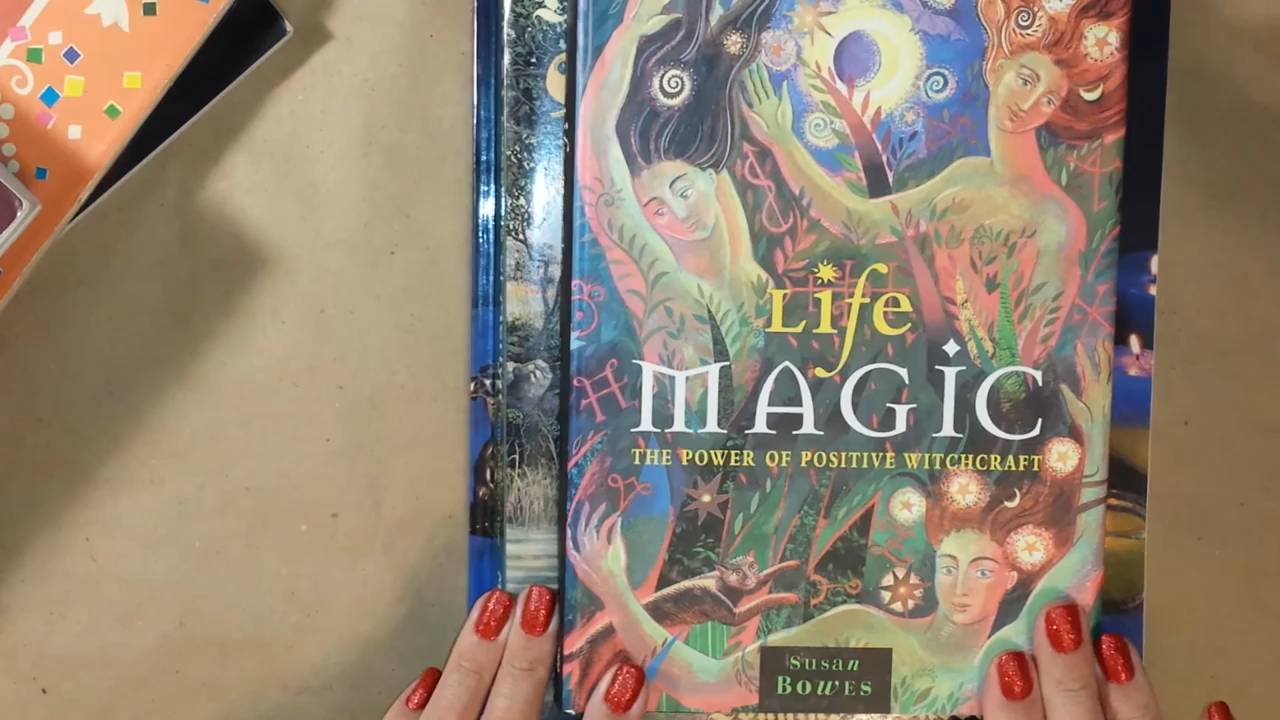 Life
MAGIC
THE POWER OF POSITIVE WITCHCRAFT
Susan
BOWES